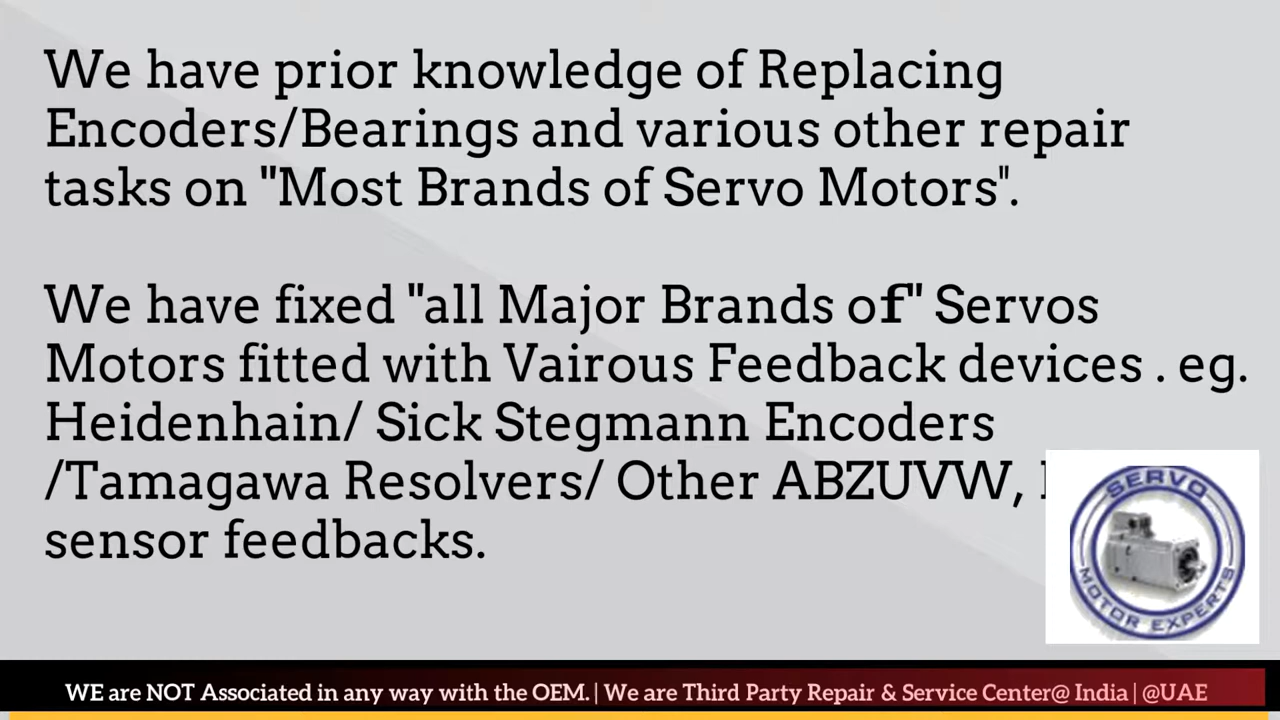 We have prior knowledge of Replacing
Encoders/Bearings and various other repair
tasks on "Most Brands of Servo Motors".
We have fixed "all Major Brands of" Servos
Motors fitted with Vairous Feedback devices . eg.
Heidenhain/ Sick Stegmann Encoders
/Tamagawa Resolvers/ Other ABZUVW,
sensor feedbacks.
SERVO
MOTOR EXPERTS
WE are NOT Associated in any way with the OEM. | We are Third Party Repair & Service Center@ India | @UAE